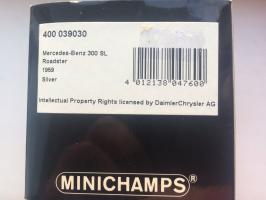 400 039030
Mercedes-Benz 300 SL
Roadster
1959
Silver
4 012138 047600
Intellectual Property Rights licensed by DaimlerChrysler AG
MINICHAMPS®